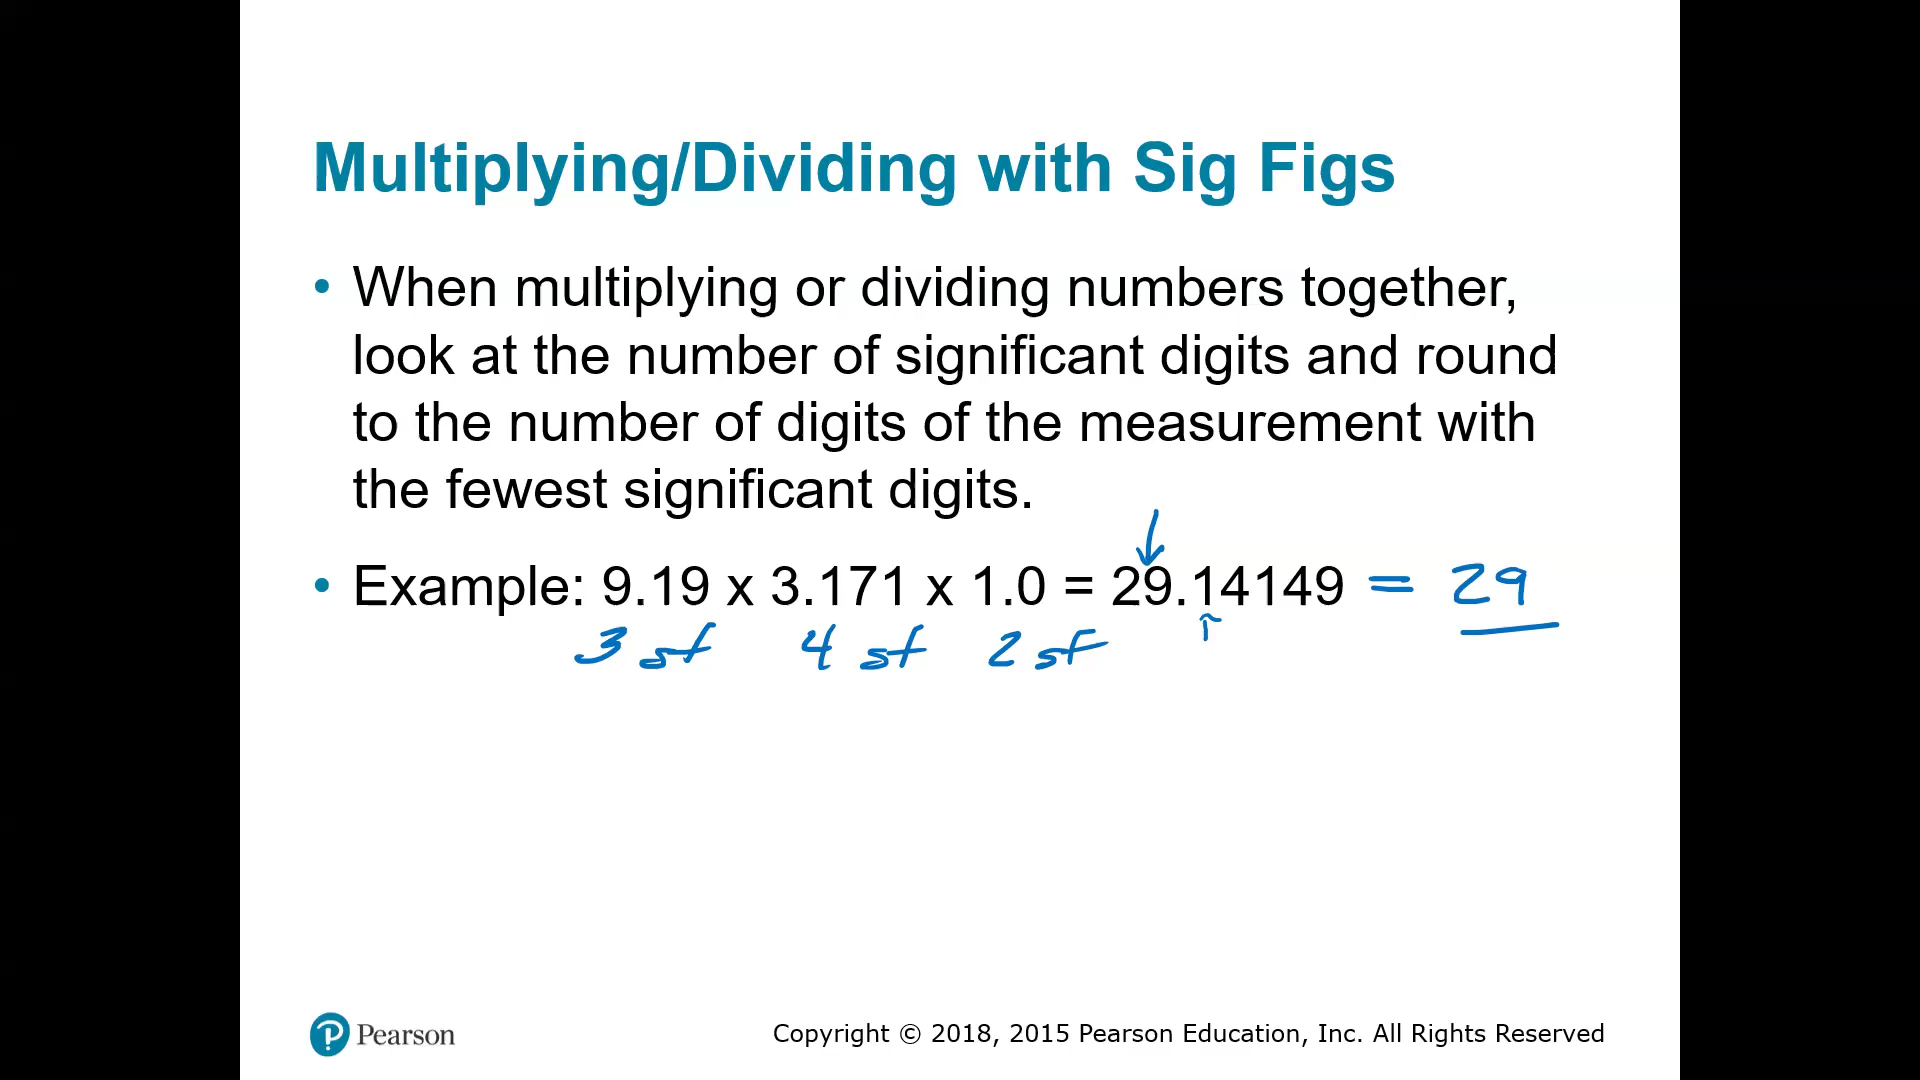 Multiplying/Dividing with Sig Figs
• When multiplying or dividing numbers together,
look at the number of significant digits and round
to the number of digits of the measurement with
the fewest significant digits.
• Example: 9.19 x 3.171 x 1.0 = 29.14149 = 29
3 sf 4 sf 2 sf
Pearson
Copyright © 2018, 2015 Pearson Education, Inc. All Rights Reserved